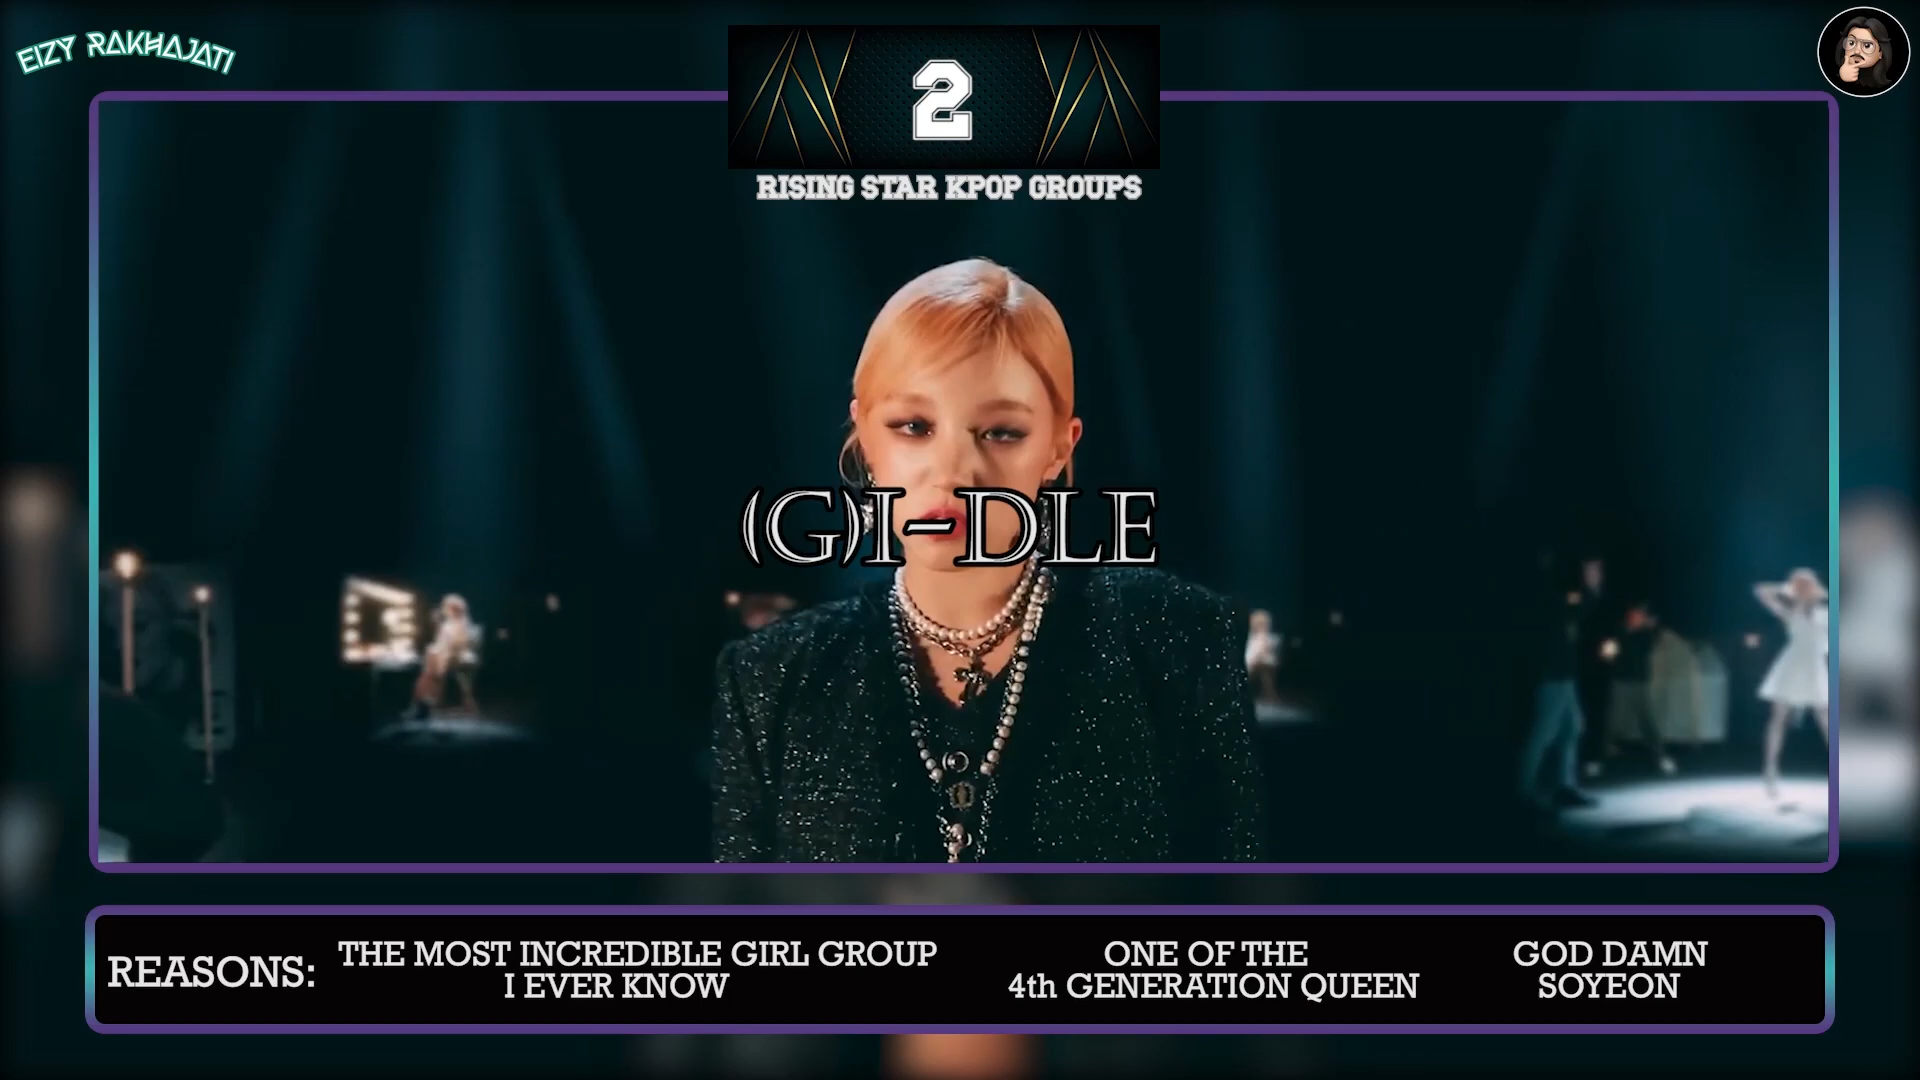 EIZY RAKHAJATI
2
RISING STAR KPOP GROUPS
(G)I-DLE
REASONS:
THE MOST INCREDIBLE GIRL GROUP
I EVER KNOW
ONE OF THE
4th GENERATION QUEEN
GOD DAMN
SOYEON